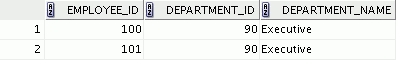 EMPLOYEE_ID DEPARTMENT_ID DEPARTMENT_NAME
1 100 90 Executive
2 101 90 Executive